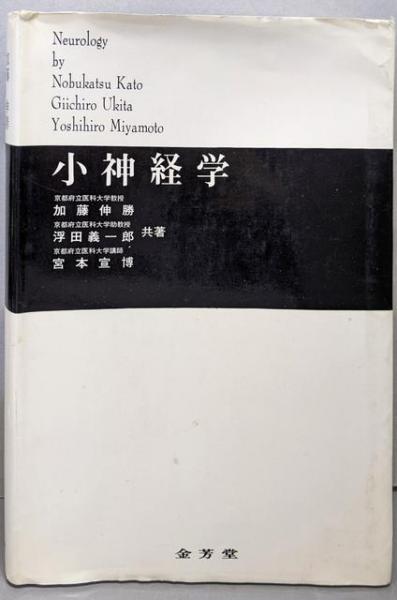 Neurology
by
Nobukatsu Kato
Giichiro Ukita
Yoshihiro Miyamoto
小神経学
京都府立医科大学教授
加藤伸勝
京都府立医科大学助教授
浮田義一郎 共著
京都府立医科大学講師
宮本宣博
金芳堂